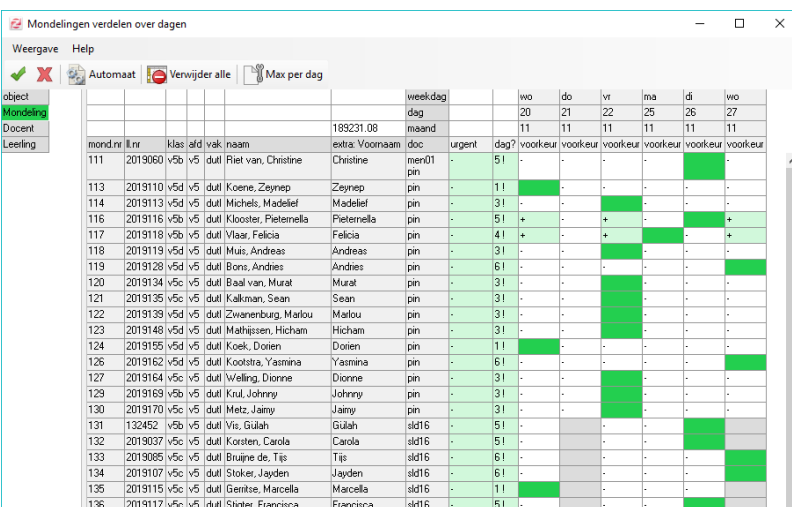 Mondelingen verdelen over dagen
Weergave Help
Automaat Verwijder alle Max per dag
object weekdag wo do vr ma di wo
Mondeling dag 20 21 22 25 26 27
Docent 189231.08 maand 11 11 11 11 11 11
Leerling mond.nr ll.nr klas afd vak naam extra: Voornaam doc urgent dag? voorkeur voorkeur voorkeur voorkeur voorkeur voorkeur
111 2019060 v5b v5 dutl Riet van, Christine Christine men01 - 5 ! - - - - -
pin
113 2019110 v5d v5 dutl Koene, Zeynep Zeynep pin - 1 ! - - - - -
114 2019113 v5d v5 dutl Michels, Madelief Madelief pin - 3 ! - - - - -
116 2019116 v5b v5 dutl Klooster, Pieternella Pieternella pin - 5 ! + - + - +
117 2019118 v5b v5 dutl Vlaar, Felicia Felicia pin - 4 ! + - + - +
118 2019119 v5d v5 dutl Muis, Andreas Andreas pin - 3 ! - - - - -
119 2019128 v5d v5 dutl Bons, Andries Andries pin - 6 ! - - - - -
120 2019134 v5c v5 dutl Baal van, Murat Murat pin - 3 ! - - - - -
121 2019135 v5c v5 dutl Kalkman, Sean Sean pin - 3 ! - - - - -
122 2019139 v5d v5 dutl Zwanenburg, Marlou Marlou pin - 3 ! - - - - -
123 2019148 v5d v5 dutl Mathijssen, Hicham Hicham pin - 3 ! - - - - -
124 2019155 v5d v5 dutl Koek, Dorien Dorien pin - 1 ! - - - - -
126 2019162 v5d v5 dutl Kootstra, Yasmina Yasmina pin - 6 ! - - - - -
127 2019164 v5c v5 dutl Welling, Dionne Dionne pin - 3 ! - - - - -
129 2019169 v5b v5 dutl Krul, Johnny Johnny pin - 3 ! - - - - -
130 2019170 v5d v5 dutl Metz, Jaimy Jaimy pin - 3 ! - - - - -
131 132452 v5b v5 dutl Vis, Gülah Gülah sld16 - 5 ! - - -
132 2019037 v5c v5 dutl Korsten, Carola Carola sld16 - 5 ! - - -
133 2019085 v5c v5 dutl Bruijne de, Tijs Tijs sld16 - 6 ! - - - -
134 2019107 v5c v5 dutl Stoker, Jayden Jayden sld16 - 6 ! - - - -
135 2019115 v5c v5 dutl Gerritse, Marcella Marcella sld16 - 1 ! - - -
136 2019117 v5c v5 dutl Stigter, Francisca Francisca sld16 - 5 ! - - -